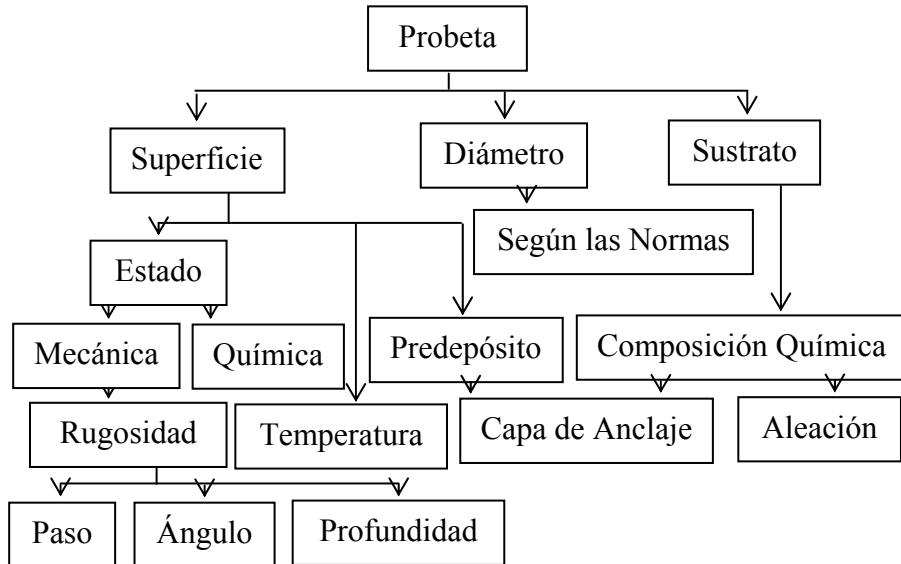 Probeta
Superficie
Diámetro
Sustrato
Según las Normas
Estado
Mecánica
Química
Predepósito
Composición Química
Rugosidad
Temperatura
Capa de Anclaje
Aleación
Paso
Ángulo
Profundidad